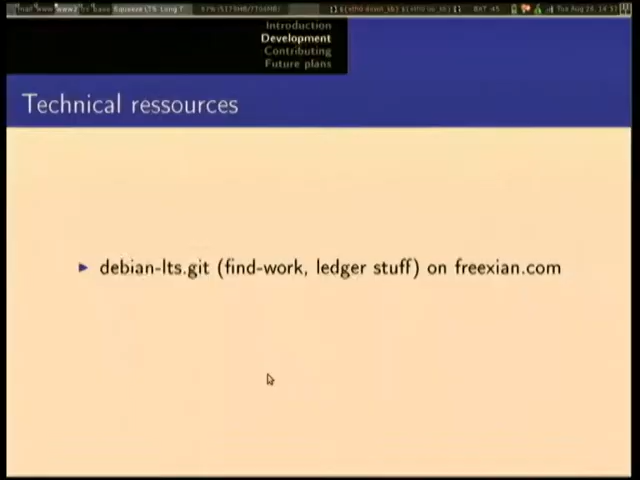 Introduction
Development
Contributing
Future plans
Technical ressources
debian-lts.git (find-work, ledger stuff) on freexian.com